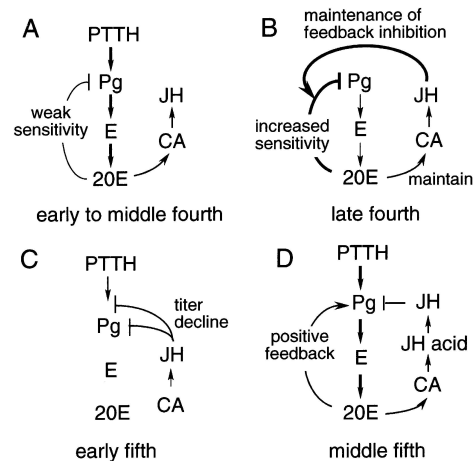 A
PTTH
Pg
weak
sensitivity
E
20E
JH
CA
early to middle fourth
B
maintenance of
feedback inhibition
Pg
increased
sensitivity
E
20E
JH
CA
maintain
late fourth
C
PTTH
Pg
E
20E
titer
decline
JH
CA
early fifth
D
PTTH
Pg
positive
feedback
E
20E
JH
JH acid
CA
middle fifth